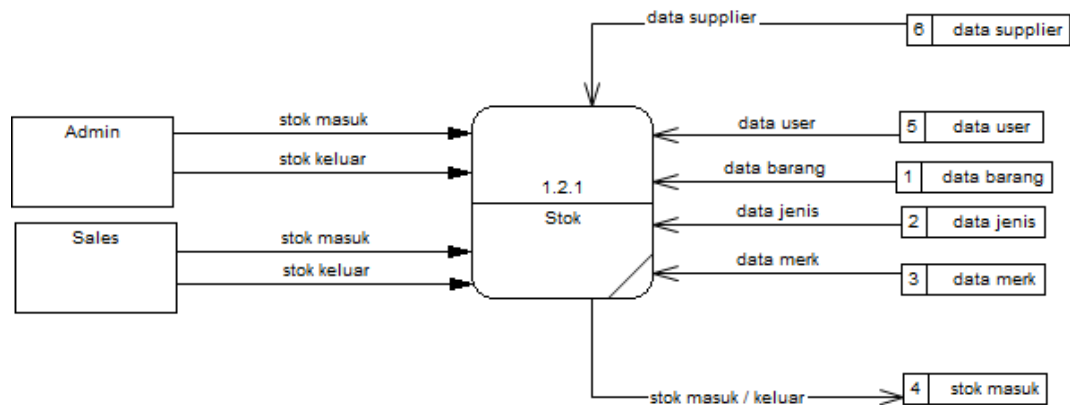 data supplier
6 data supplier
Admin
stok masuk
stok keluar
data user
5 data user
data barang
1 data barang
1.2.1
Stok
data jenis
2 data jenis
Sales
stok masuk
stok keluar
data merk
3 data merk
stok masuk / keluar
4 stok masuk